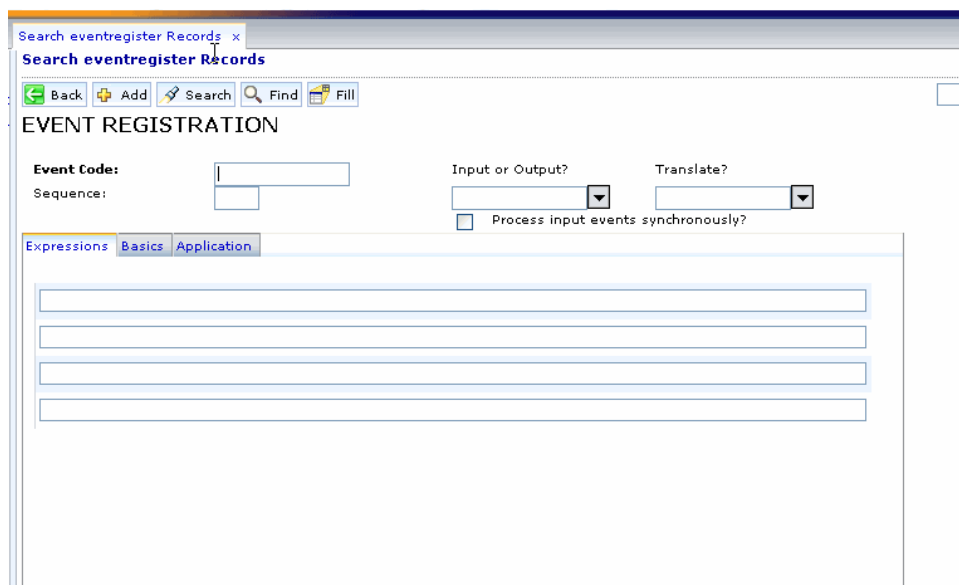 Search eventregister Records x
Search eventregister Records
Back Add Search Find Fill
EVENT REGISTRATION
Event Code: Input or Output? Translate?
Sequence:
Process input events synchronously?
Expressions Basics Application